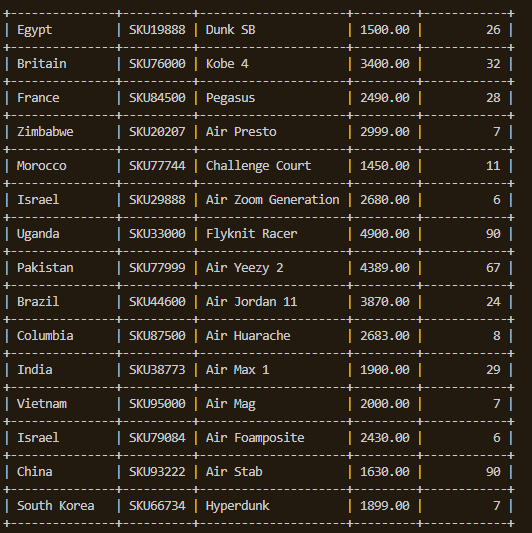 | Egypt | SKU19888 | Dunk SB | 1500.00 | 26 |
| Britain | SKU76000 | Kobe 4 | 3400.00 | 32 |
| France | SKU84500 | Pegasus | 2490.00 | 28 |
| Zimbabwe | SKU20207 | Air Presto | 2999.00 | 7 |
| Morocco | SKU77744 | Challenge Court | 1450.00 | 11 |
| Israel | SKU29888 | Air Zoom Generation | 2680.00 | 6 |
| Uganda | SKU33000 | Flyknit Racer | 4900.00 | 90 |
| Pakistan | SKU77999 | Air Yeezy 2 | 4389.00 | 67 |
| Brazil | SKU44600 | Air Jordan 11 | 3870.00 | 24 |
| Columbia | SKU87500 | Air Huarache | 2683.00 | 8 |
| India | SKU38773 | Air Max 1 | 1900.00 | 29 |
| Vietnam | SKU95000 | Air Mag | 2000.00 | 7 |
| Israel | SKU79084 | Air Foamposite | 2430.00 | 6 |
| China | SKU93222 | Air Stab | 1630.00 | 90 |
| South Korea | SKU66734 | Hyperdunk | 1899.00 | 7 |